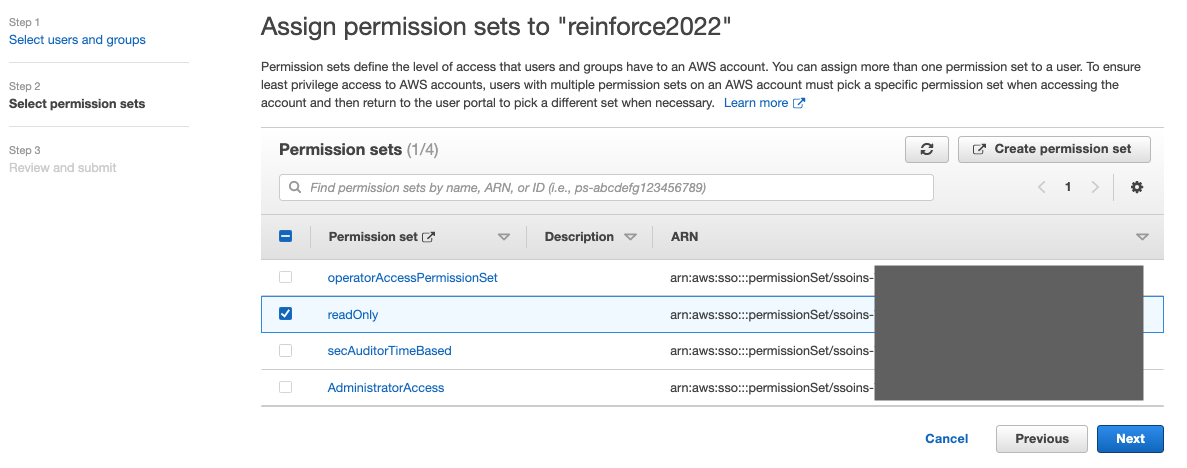 Step 1
Select users and groups
Step 2
Select permission sets
Step 3
Review and submit
Assign permission sets to "reinforce2022"
Permission sets define the level of access that users and groups have to an AWS account. You can assign more than one permission set to a user. To ensure
least privilege access to AWS accounts, users with multiple permission sets on an AWS account must pick a specific permission set when accessing the
account and then return to the user portal to pick a different set when necessary. Learn more
Permission sets (1/4)
Create permission set
Find permission sets by name, ARN, or ID (i.e., ps-abcdefg123456789)
1
Permission set Description ARN
operatorAccessPermissionSet arn:aws:sso:::permissionSet/ssoins-
readOnly arn:aws:sso:::permissionSet/ssoins-
secAuditorTimeBased arn:aws:sso:::permissionSet/ssoins-
AdministratorAccess arn:aws:sso:::permissionSet/ssoins-
Cancel Previous Next